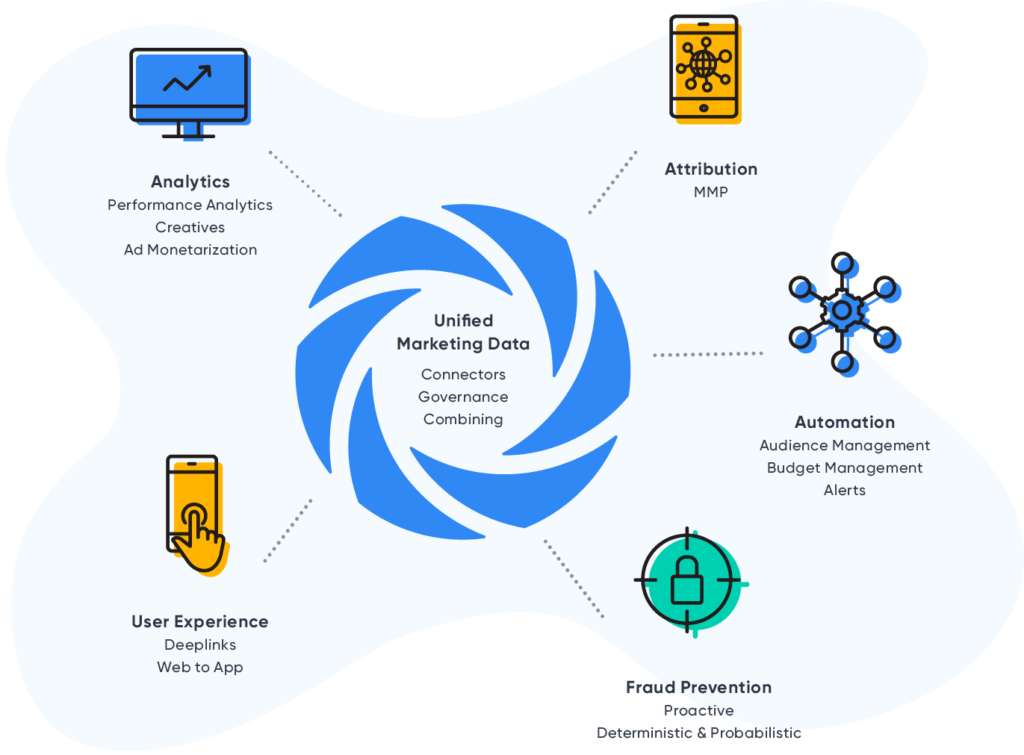 Analytics
Performance Analytics
Creatives
Ad Monetarization
Attribution
MMP
Unified
Marketing Data
Connectors
Governance
Combining
Automation
Audience Management
Budget Management
Alerts
User Experience
Deeplinks
Web to App
Fraud Prevention
Proactive
Deterministic & Probabilistic